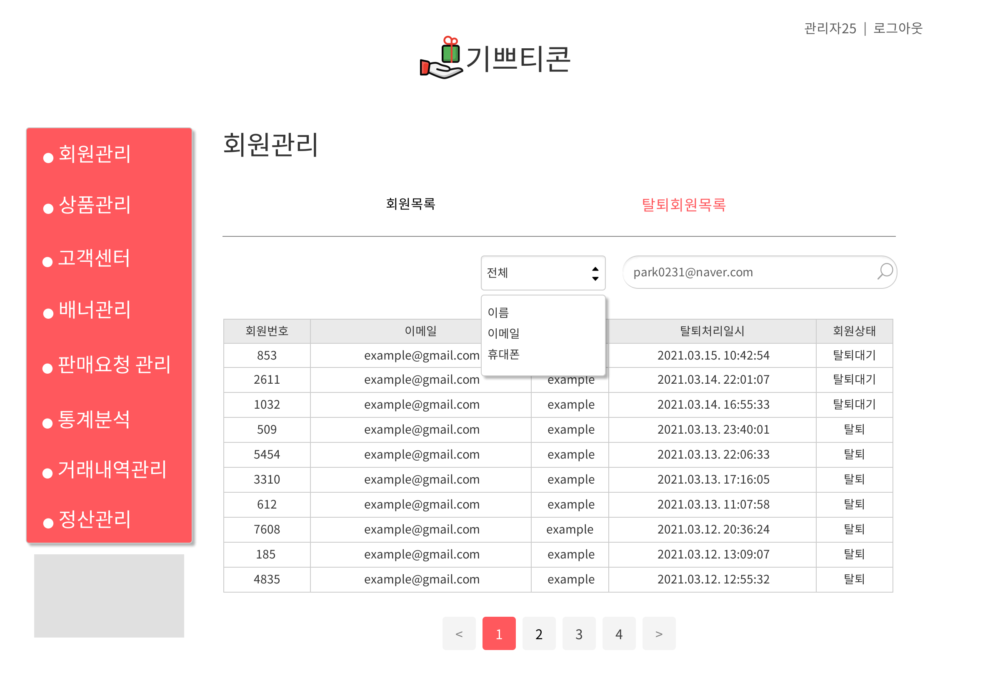 관리자25 | 로그아웃
기쁘티콘
회원관리
상품관리
고객센터
배너관리
판매요청 관리
통계분석
거래내역관리
정산관리
회원관리
회원목록 탈퇴회원목록
전체 park0231@naver.com
이름
이메일
휴대폰
회원번호 이메일 탈퇴처리일시 회원상태
853 example@gmail.com 2021.03.15. 10:42:54 탈퇴대기
2611 example@gmail.com example 2021.03.14. 22:01:07 탈퇴대기
1032 example@gmail.com example 2021.03.14. 16:55:33 탈퇴대기
509 example@gmail.com example 2021.03.13. 23:40:01 탈퇴
5454 example@gmail.com example 2021.03.13. 22:06:33 탈퇴
3310 example@gmail.com example 2021.03.13. 17:16:05 탈퇴
612 example@gmail.com example 2021.03.13. 11:07:58 탈퇴
7608 example@gmail.com example 2021.03.12. 20:36:24 탈퇴
185 example@gmail.com example 2021.03.12. 13:09:07 탈퇴
4835 example@gmail.com example 2021.03.12. 12:55:32 탈퇴
< 1 2 3 4 >